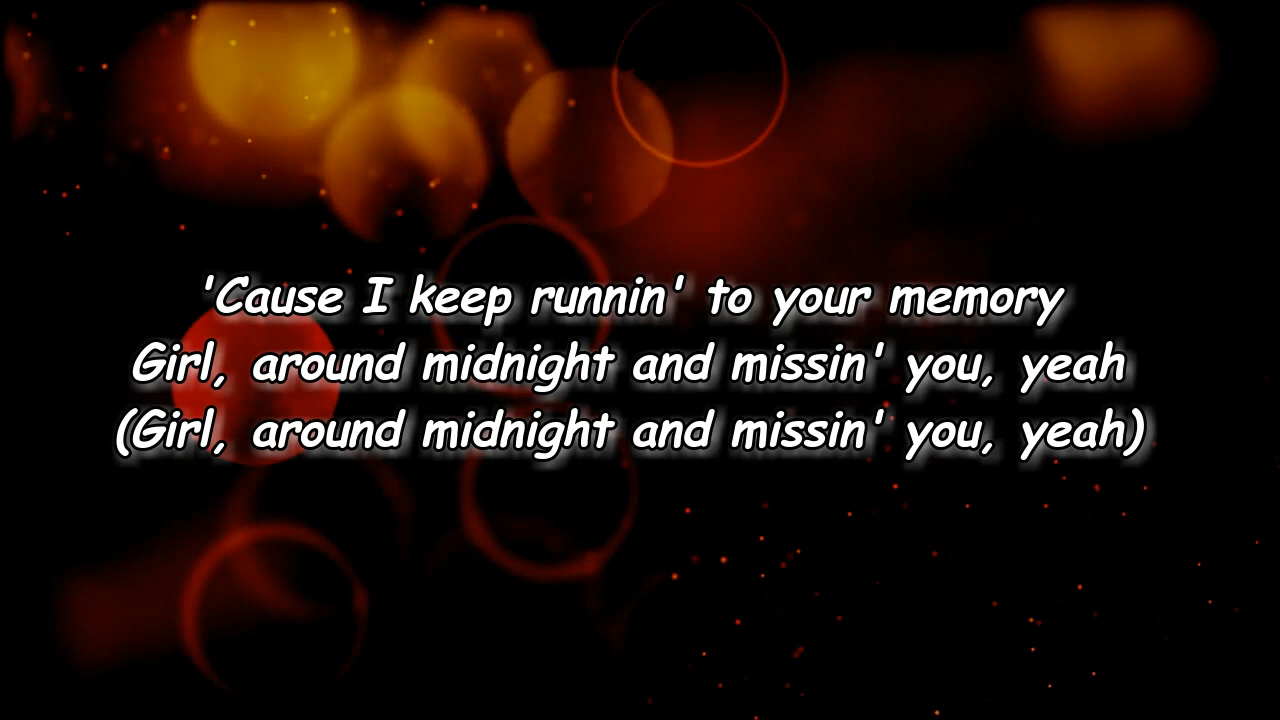 'Cause I keep runnin' to your memory
Girl, around midnight and missin' you, yeah
(Girl, around midnight and missin' you, yeah)